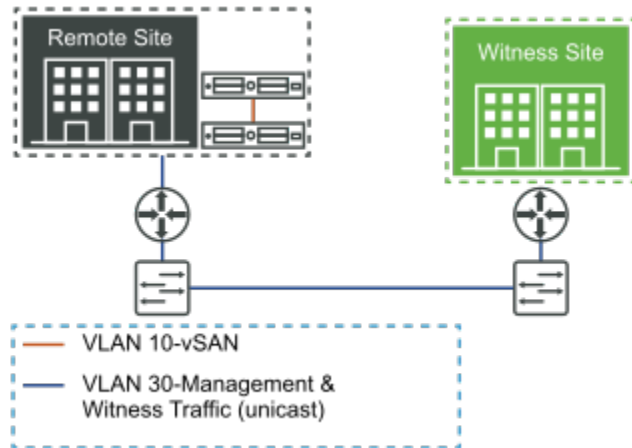 Remote Site
Witness Site
VLAN 10-vSAN
VLAN 30-Management &
Witness Traffic (unicast)